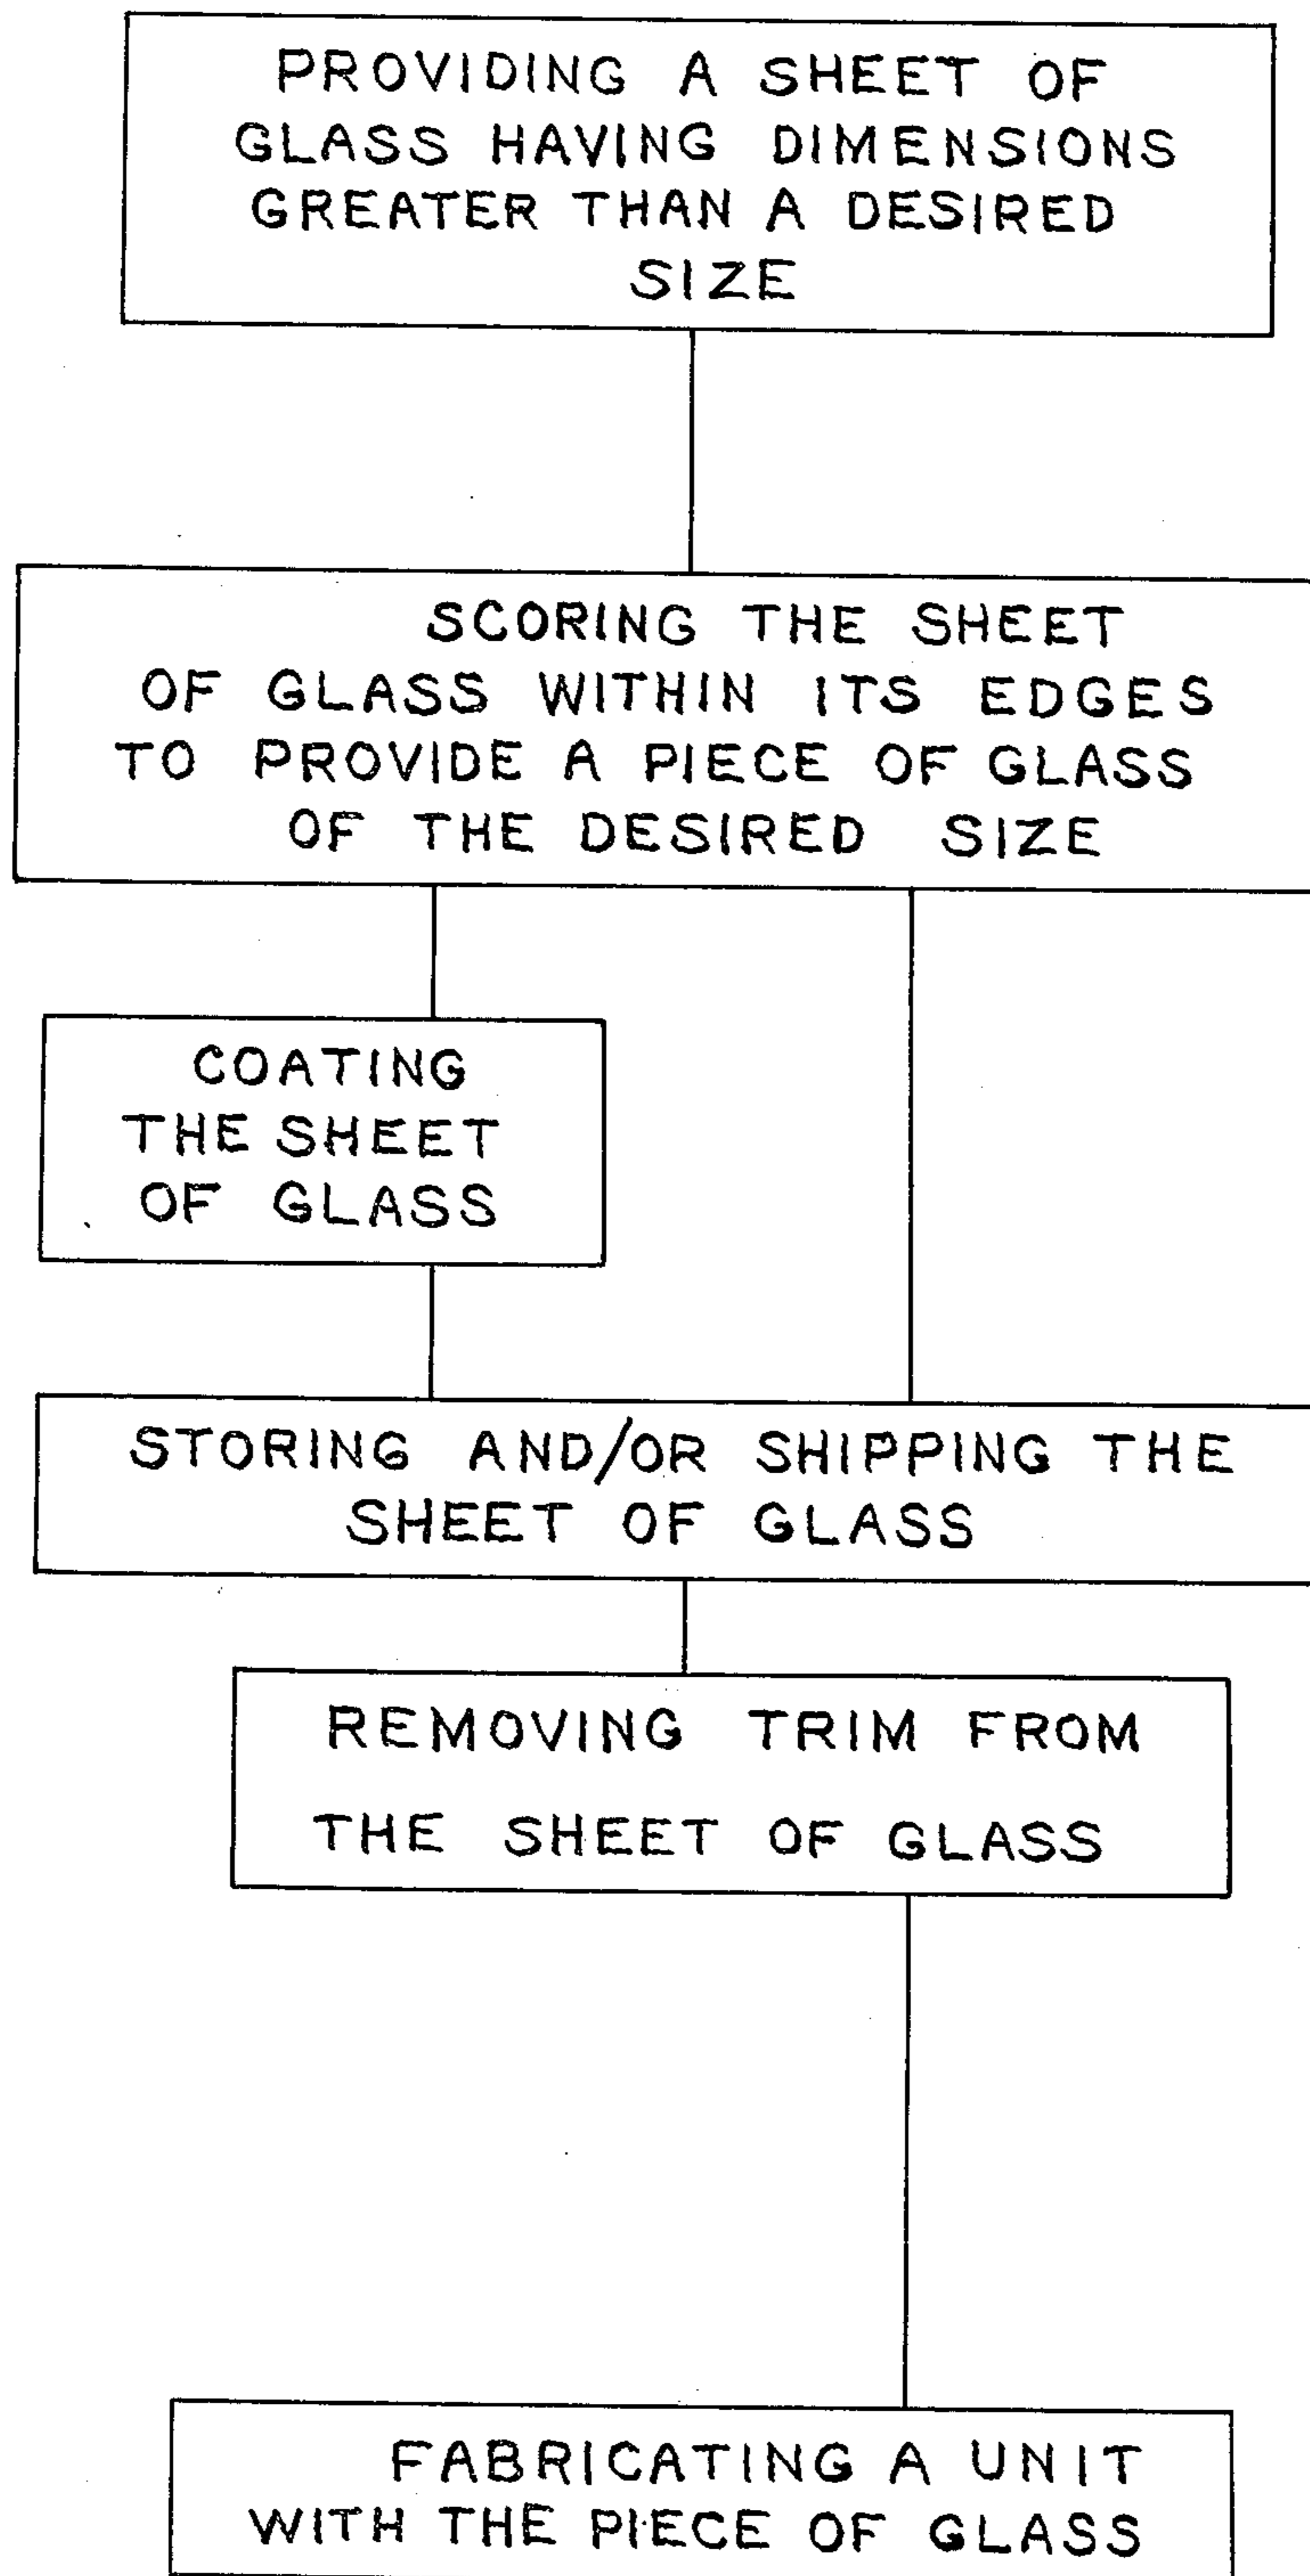 PROVIDING A SHEET OF
GLASS HAVING DIMENSIONS
GREATER THAN A DESIRED
SIZE
SCORING THE SHEET
OF GLASS WITHIN ITS EDGES
TO PROVIDE A PIECE OF GLASS
OF THE DESIRED SIZE
COATING
THE SHEET
OF GLASS
STORING AND/OR SHIPPING THE
SHEET OF GLASS
REMOVING TRIM FROM
THE SHEET OF GLASS
FABRICATING A UNIT
WITH THE PIECE OF GLASS